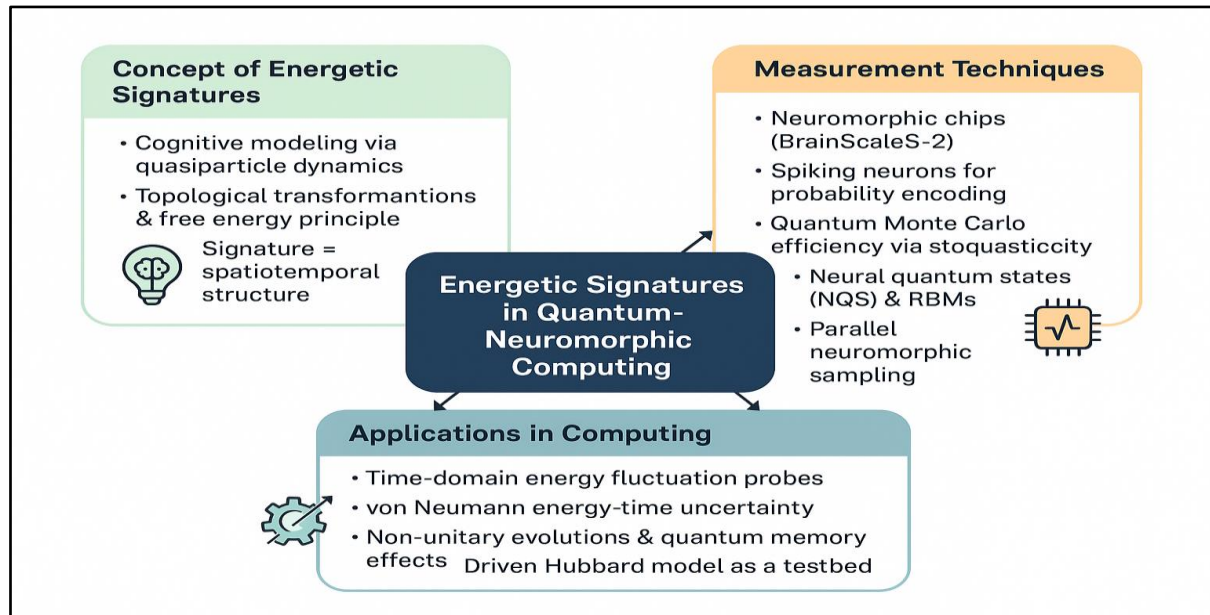 Concept of Energetic
Signatures
• Cognitive modeling via
quasiparticle dynamics
• Topological transformantions
& free energy principle
Signature =
spatiotemporal
structure
Measurement Techniques
• Neuromorphic chips
(BrainScaleS-2)
• Spiking neurons for
probability encoding
• Quantum Monte Carlo
efficiency via stoquasticcity
• Neural quantum states
(NQS) & RBMs
• Parallel
neuromorphic
sampling
Energetic Signatures
in Quantum-
Neuromorphic
Computing
Applications in Computing
• Time-domain energy fluctuation probes
• von Neumann energy-time uncertainty
• Non-unitary evolutions & quantum memory
effects Driven Hubbard model as a testbed